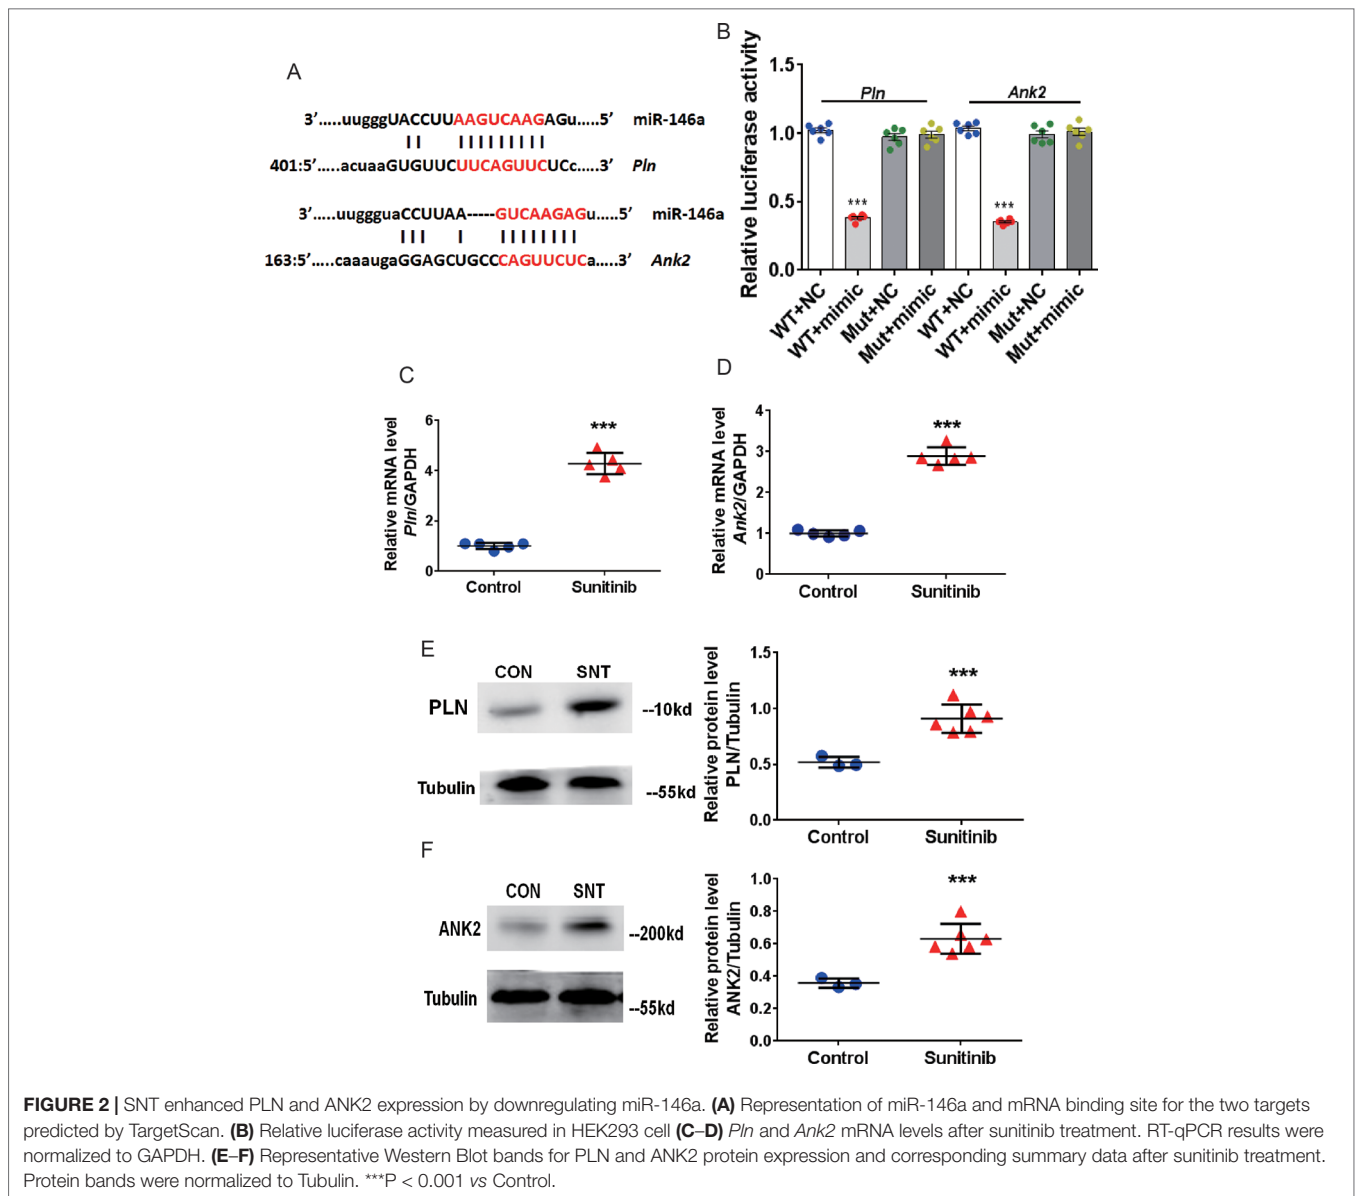 A
3’.....uugggUACCUUAAGUCAAGAGu.....5’ miR-146a
401:5’.....acuaaGUGUUCUUCAGUUCUCc.....3’ Pln
3’.....uuggguaCCUUAA-----GUCAAGAGu.....5’ miR-146a
163:5’.....caaaugaGGAGCUGCCCAGUUCUCa.....3’ Ank2
B
Relative luciferase activity
1.5
1.0
0.5
0.0
Pln
Ank2
***
***
WT+NC
WT+mimic
Mut+NC
Mut+mimic
WT+NC
WT+mimic
Mut+NC
Mut+mimic
C
Relative mRNA level
Pln/GAPDH
6
4
2
0
***
Control
Sunitinib
D
Relative mRNA level
Ank2/GAPDH
4
3
2
1
0
***
Control
Sunitinib
E
CON SNT
PLN
--10kd
Tubulin
--55kd
Relative protein level
PLN/Tubulin
1.5
1.0
0.5
0.0
***
Control
Sunitinib
F
CON SNT
ANK2
--200kd
Tubulin
--55kd
Relative protein level
ANK2/Tubulin
1.0
0.8
0.6
0.4
0.2
0.0
***
Control
Sunitinib
FIGURE 2 | SNT enhanced PLN and ANK2 expression by downregulating miR-146a. (A) Representation of miR-146a and mRNA binding site for the two targets
predicted by TargetScan. (B) Relative luciferase activity measured in HEK293 cell (C–D) Pln and Ank2 mRNA levels after sunitinib treatment. RT-qPCR results were
normalized to GAPDH. (E–F) Representative Western Blot bands for PLN and ANK2 protein expression and corresponding summary data after sunitinib treatment.
Protein bands were normalized to Tubulin. ***P < 0.001 vs Control.